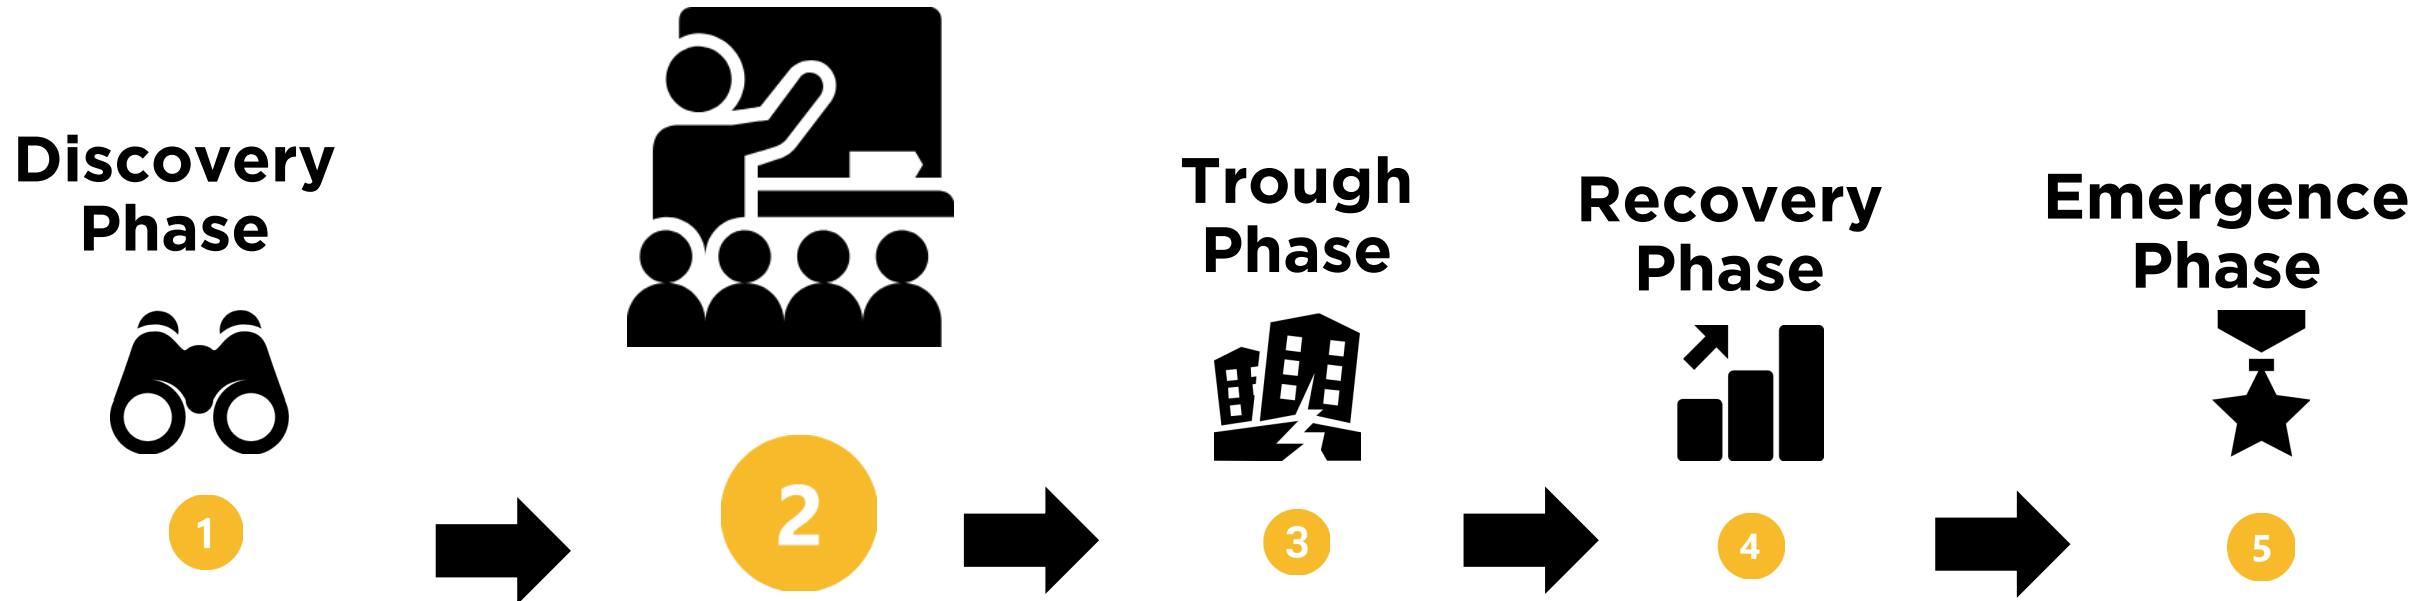 Discovery
Phase
1
2
Trough
Phase
3
Recovery
Phase
4
Emergence
Phase
5